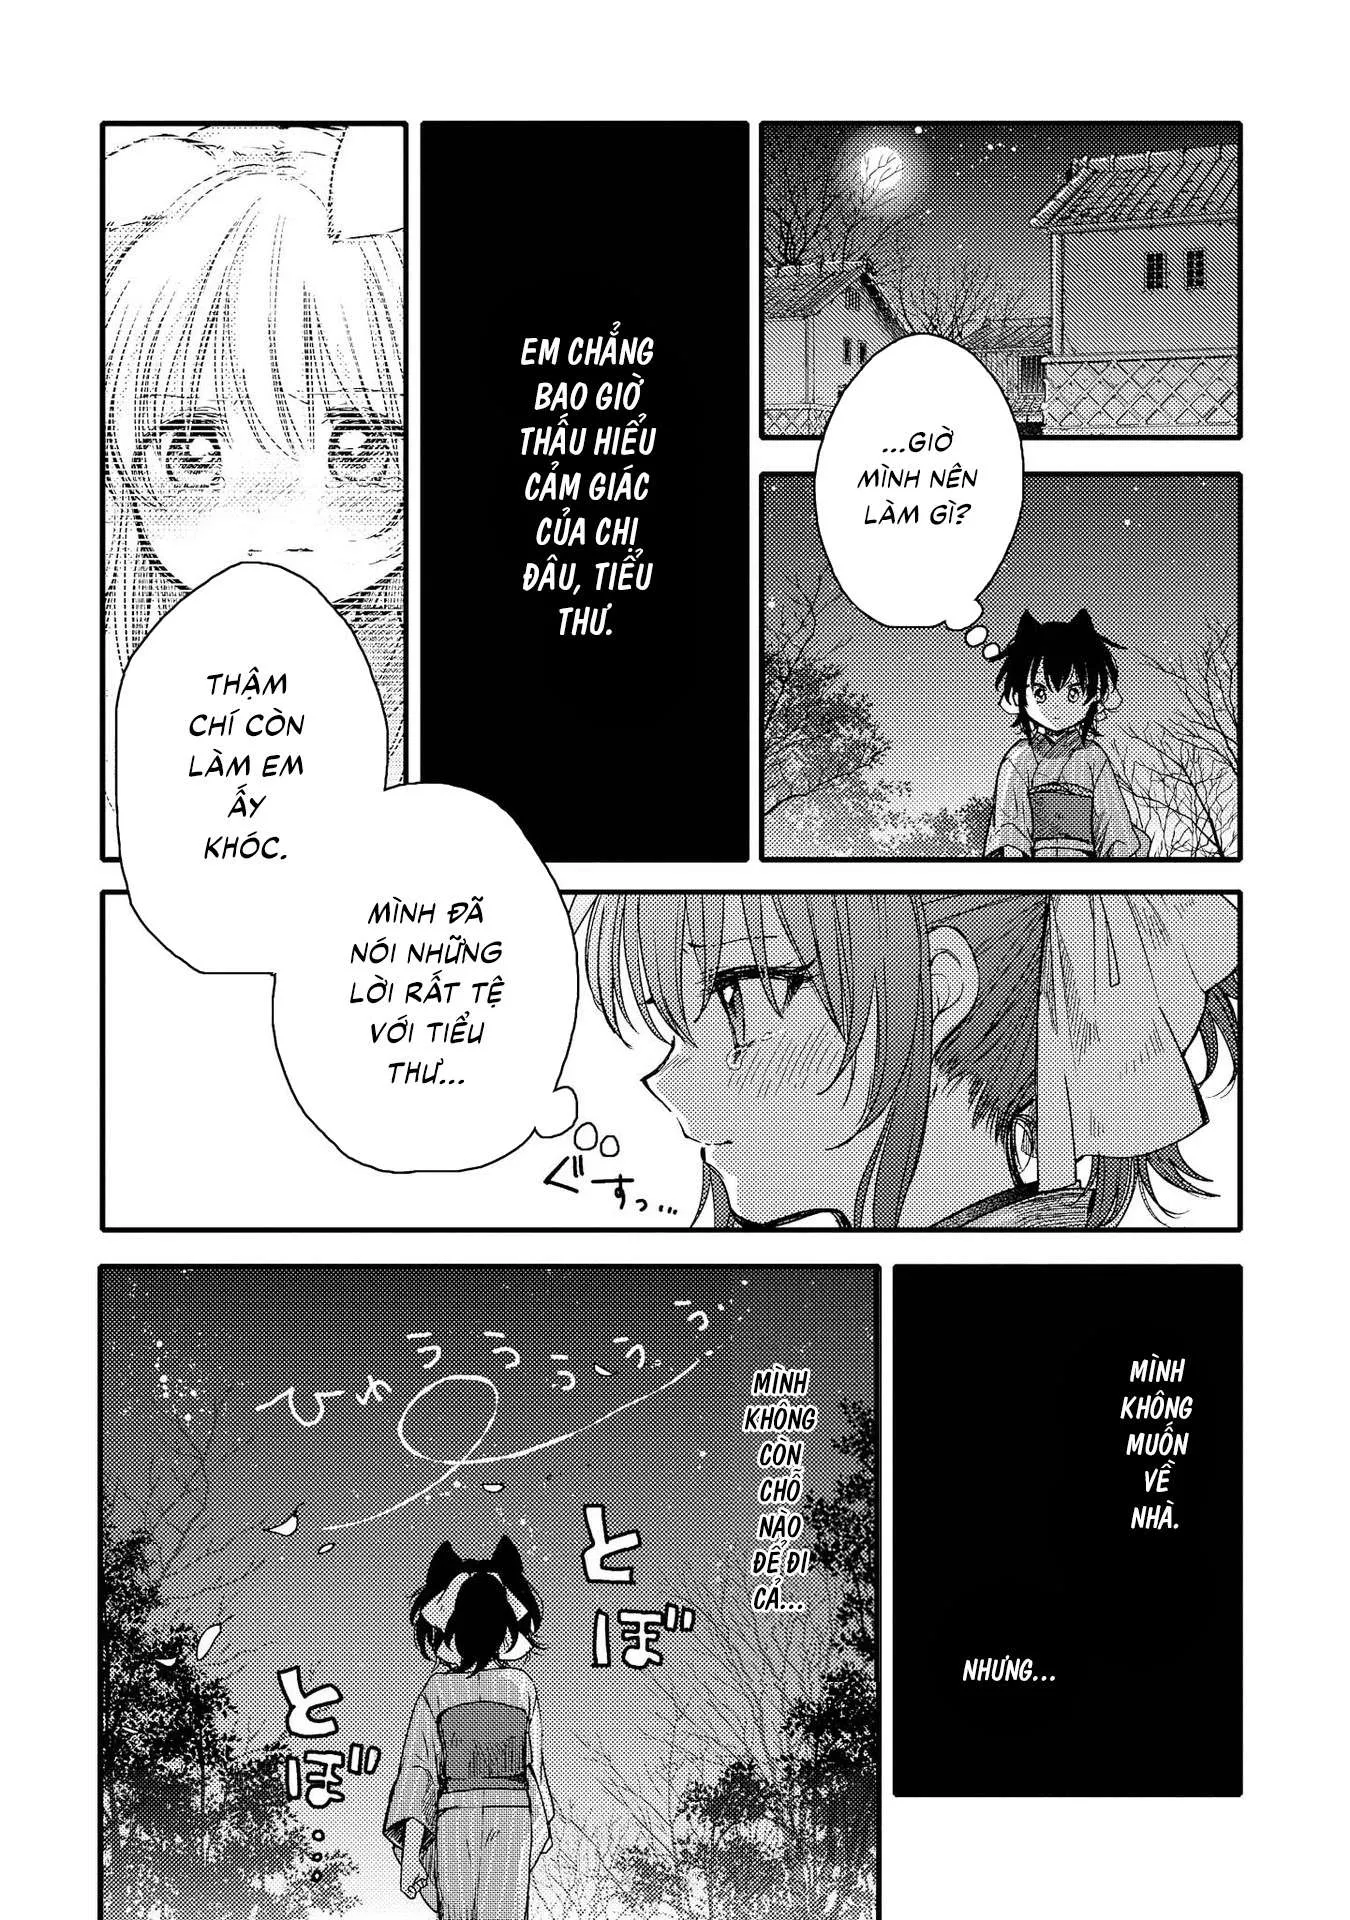 ...GIỜ
MÌNH NÊN
LÀM GÌ?
EM CHẲNG
BAO GIỜ
THẤU HIỂU
CẢM GIÁC
CỦA CHỊ
ĐÂU, TIỂU
THƯ.
THẬM
CHÍ CÒN
LÀM EM
ẤY
KHÓC.
MÌNH ĐÃ
NÓI NHỮNG
LỜI RẤT TỆ
VỚI TIỂU
THƯ...
ぐすっ...
MÌNH
KHÔNG
MUỐN
VỀ
NHÀ.
NHƯNG...
MÌNH
KHÔNG
CÒN
CHỖ
NÀO
ĐỂ ĐI
CẢ...
ひゅうぅぅぅ
とぼ
とぼ...